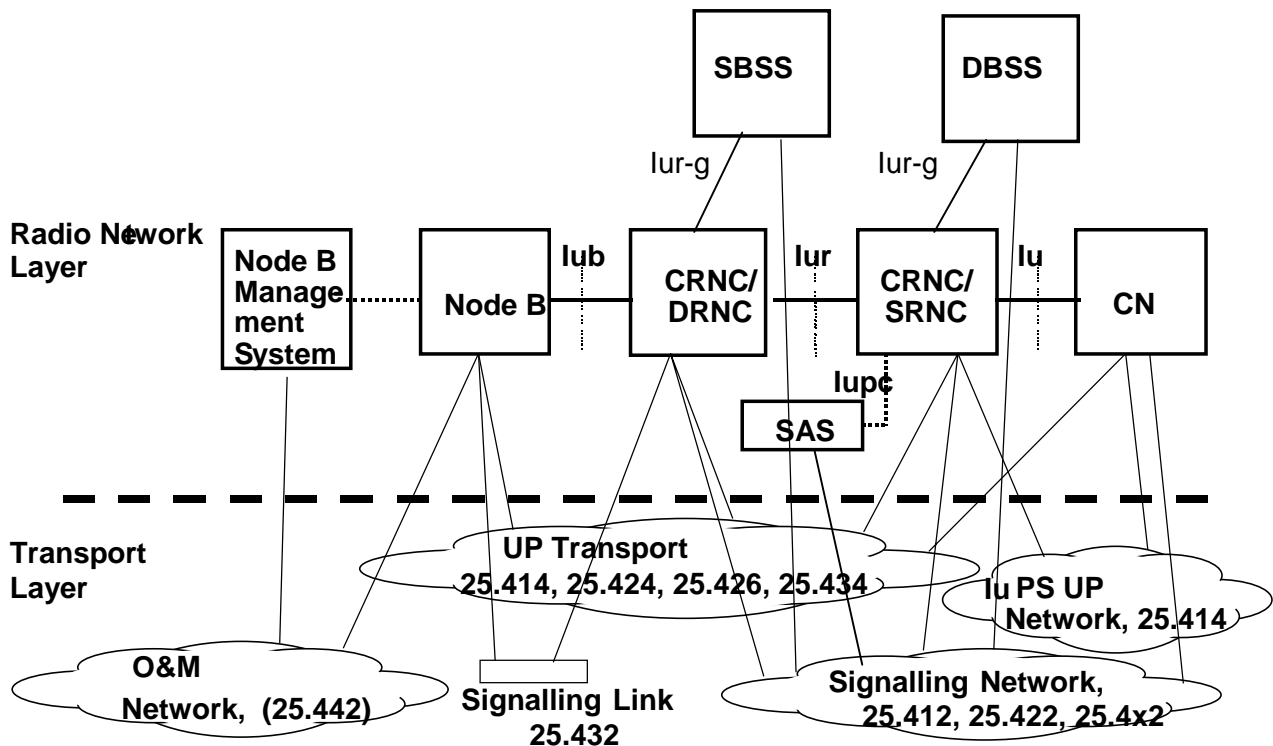 SBSS
DBSS
Iur-g
Iur-g
Radio Network
Layer
Node B
Manage
ment
System
Node B
Iub
CRNC/
DRNC
Iur
CRNC/
SRNC
Iu
CN
Iupc
SAS
Transport
Layer
UP Transport
25.414, 25.424, 25.426, 25.434
Iu PS UP
Network, 25.414
O&M
Network, (25.442)
Signalling Link
25.432
Signalling Network,
25.412, 25.422, 25.4x2